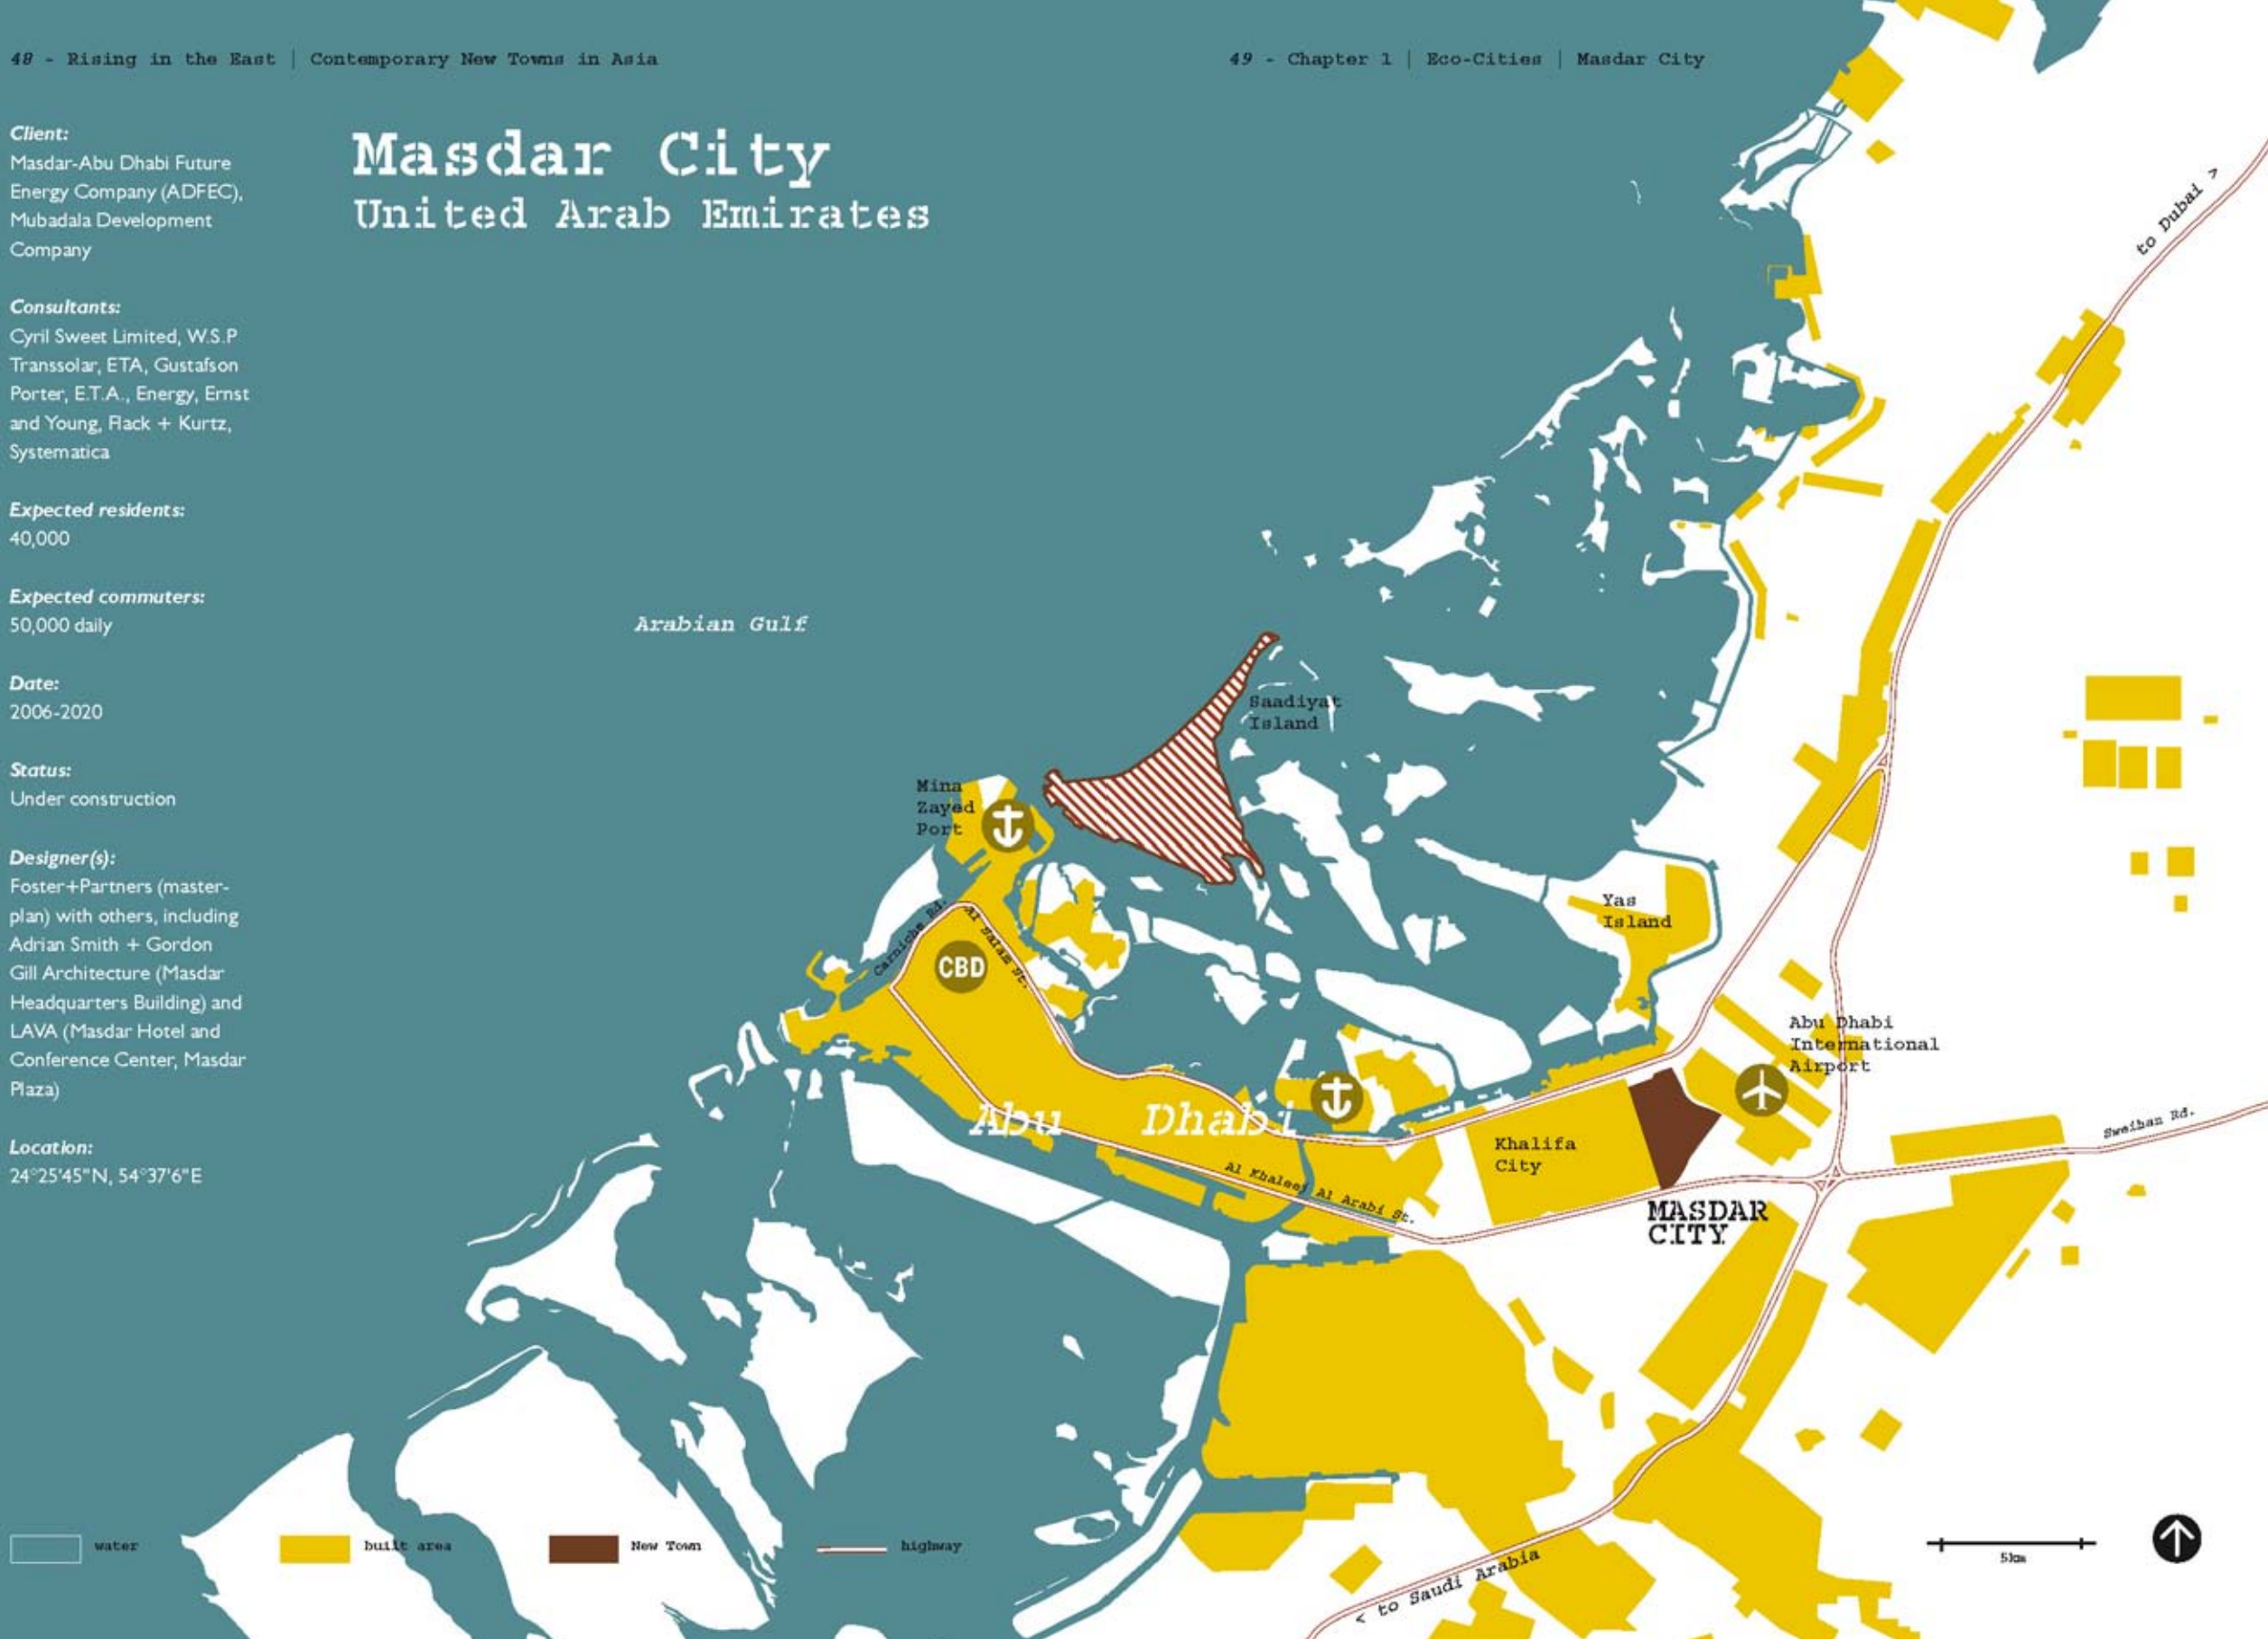 48 - Rising in the East | Contemporary New Towns in Asia
49 - Chapter 1 | Eco-Cities | Masdar City
Masdar City
United Arab Emirates
Client:
Masdar-Abu Dhabi Future
Energy Company (ADFEC),
Mubadala Development
Company
Consultants:
Cyril Sweet Limited, W.S.P
Transsolar, ETA, Gustafson
Porter, E.T.A., Energy, Ernst
and Young, Flack + Kurtz,
Systematica
Expected residents:
40,000
Expected commuters:
50,000 daily
Date:
2006-2020
Status:
Under construction
Designer(s):
Foster+Partners (master-
plan) with others, including
Adrian Smith + Gordon
Gill Architecture (Masdar
Headquarters Building) and
LAVA (Masdar Hotel and
Conference Center, Masdar
Plaza)
Location:
24°25'45"N, 54°37'6"E
to Dubai >
Arabian Gulf
Saadiyat
Island
Mina
Zayed
Port
Yas
Island
Carniche Rd.
Al Salam St.
CBD
Abu Dhabi
International
Airport
Abu Dhabi
Khalifa
City
Sweihan Rd.
Al Khaleej Al Arabi St.
MASDAR
CITY
water
built area
New Town
highway
< to Saudi Arabia
5km